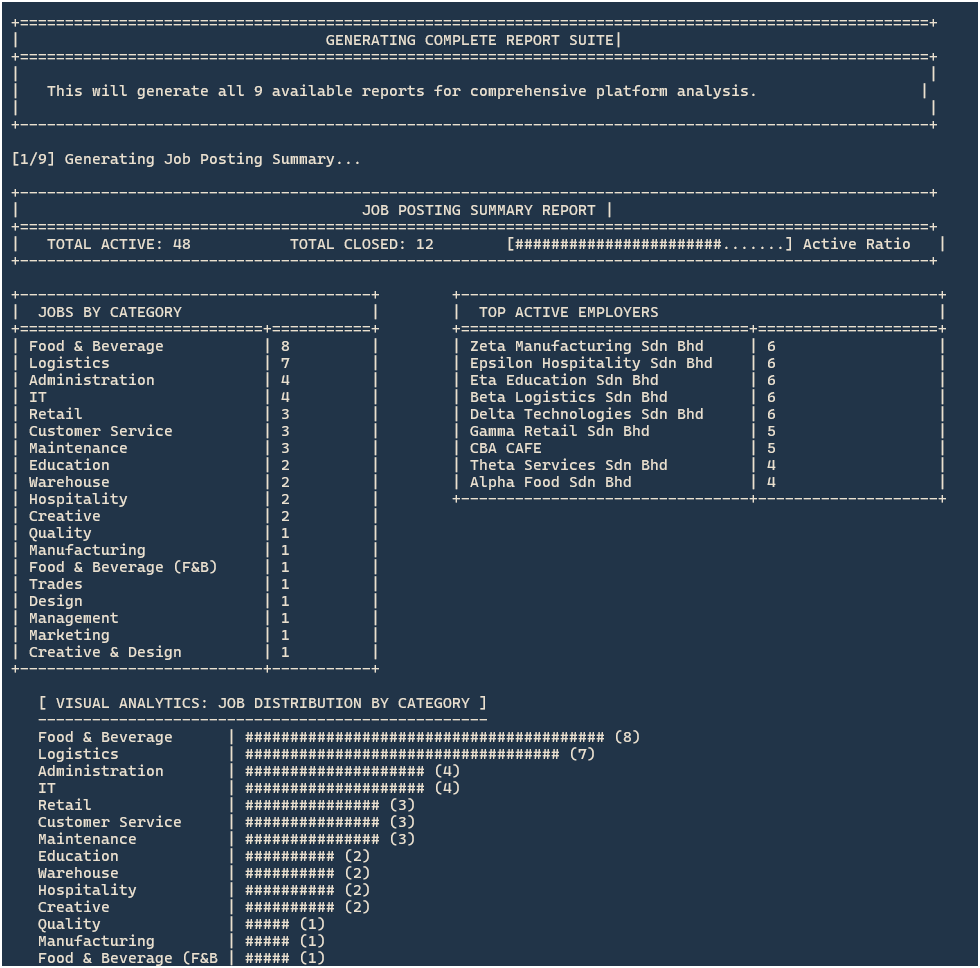 +=====================================================================================================+
|                                  GENERATING COMPLETE REPORT SUITE|
+=====================================================================================================+
|                                                                                                     |
|   This will generate all 9 available reports for comprehensive platform analysis.                  |
|                                                                                                     |
+-----------------------------------------------------------------------------------------------------+
[1/9] Generating Job Posting Summary...
+-----------------------------------------------------------------------------------------------------+
|                                      JOB POSTING SUMMARY REPORT |
+=====================================================================================================+
|   TOTAL ACTIVE: 48           TOTAL CLOSED: 12        [#######################.......] Active Ratio   |
+-----------------------------------------------------------------------------------------------------+
+---------------------------------------+        +-----------------------------------------------------+
|  JOBS BY CATEGORY                     |        |  TOP ACTIVE EMPLOYERS                               |
+===========================+===========+        +================================+====================+
| Food & Beverage           | 8         |        | Zeta Manufacturing Sdn Bhd     | 6                  |
| Logistics                 | 7         |        | Epsilon Hospitality Sdn Bhd    | 6                  |
| Administration            | 4         |        | Eta Education Sdn Bhd          | 6                  |
| IT                        | 4         |        | Beta Logistics Sdn Bhd         | 6                  |
| Retail                    | 3         |        | Delta Technologies Sdn Bhd     | 6                  |
| Customer Service          | 3         |        | Gamma Retail Sdn Bhd           | 5                  |
| Maintenance               | 3         |        | CBA CAFE                       | 5                  |
| Education                 | 2         |        | Theta Services Sdn Bhd         | 4                  |
| Warehouse                 | 2         |        | Alpha Food Sdn Bhd             | 4                  |
| Hospitality               | 2         |        +--------------------------------+--------------------+
| Creative                  | 2         |
| Quality                   | 1         |
| Manufacturing             | 1         |
| Food & Beverage (F&B)     | 1         |
| Trades                    | 1         |
| Design                    | 1         |
| Management                | 1         |
| Marketing                 | 1         |
| Creative & Design         | 1         |
+---------------------------+-----------+
   [ VISUAL ANALYTICS: JOB DISTRIBUTION BY CATEGORY ]
   --------------------------------------------------
   Food & Beverage      | ######################################## (8)
   Logistics            | ################################### (7)
   Administration       | #################### (4)
   IT                   | #################### (4)
   Retail               | ############### (3)
   Customer Service     | ############### (3)
   Maintenance          | ############### (3)
   Education            | ########## (2)
   Warehouse            | ########## (2)
   Hospitality          | ########## (2)
   Creative             | ########## (2)
   Quality              | ##### (1)
   Manufacturing        | ##### (1)
   Food & Beverage (F&B | ##### (1)